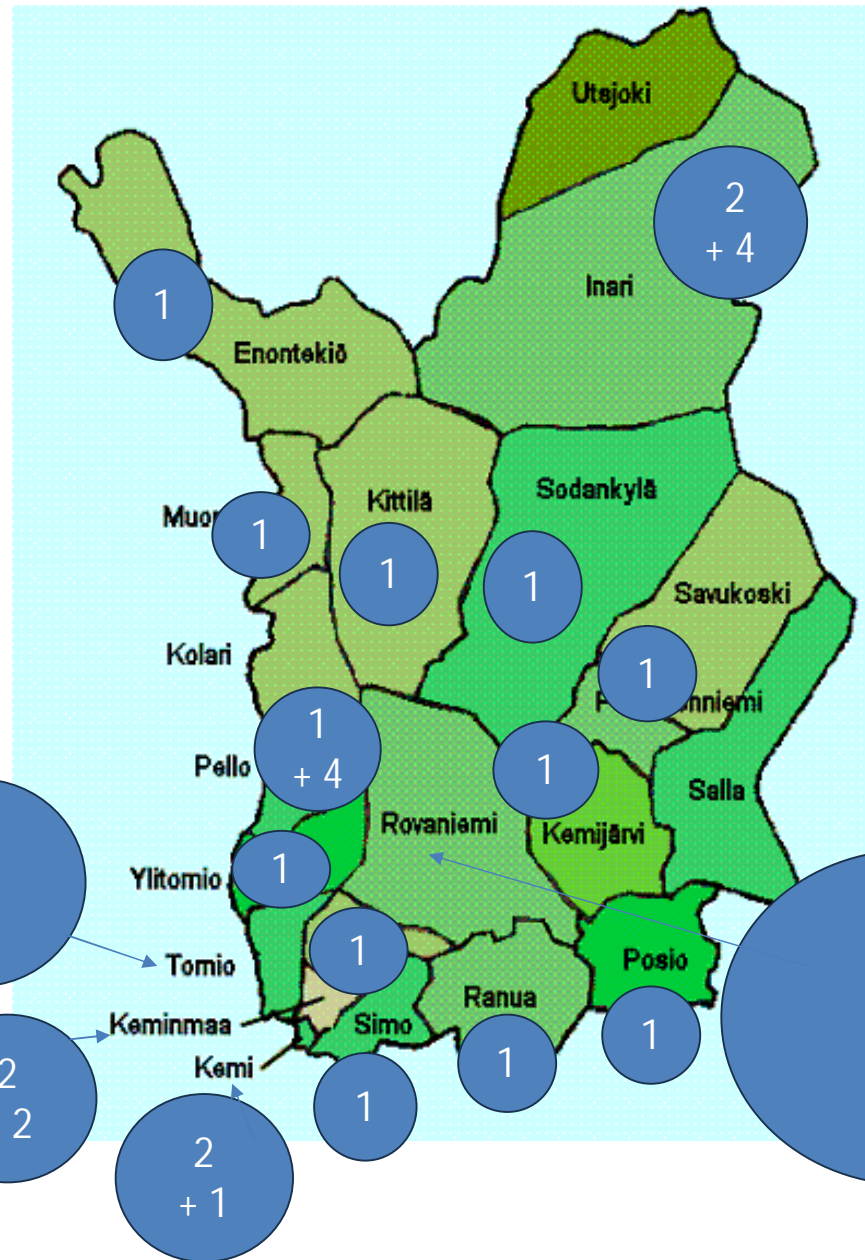 Utsjoki
2
+ 4
Inari
1
Enontekiö
Kittilä
Sodankylä
1
1
1
Savukoski
Kolari
1
1
+ 4
1
Pello
Salla
Rovaniemi
Kemijärvi
Ylitornio
1
1
Tornio
Posio
Ranua
Keminmaa
Simo
1
1
Kemi
2
2
1
2
+ 1